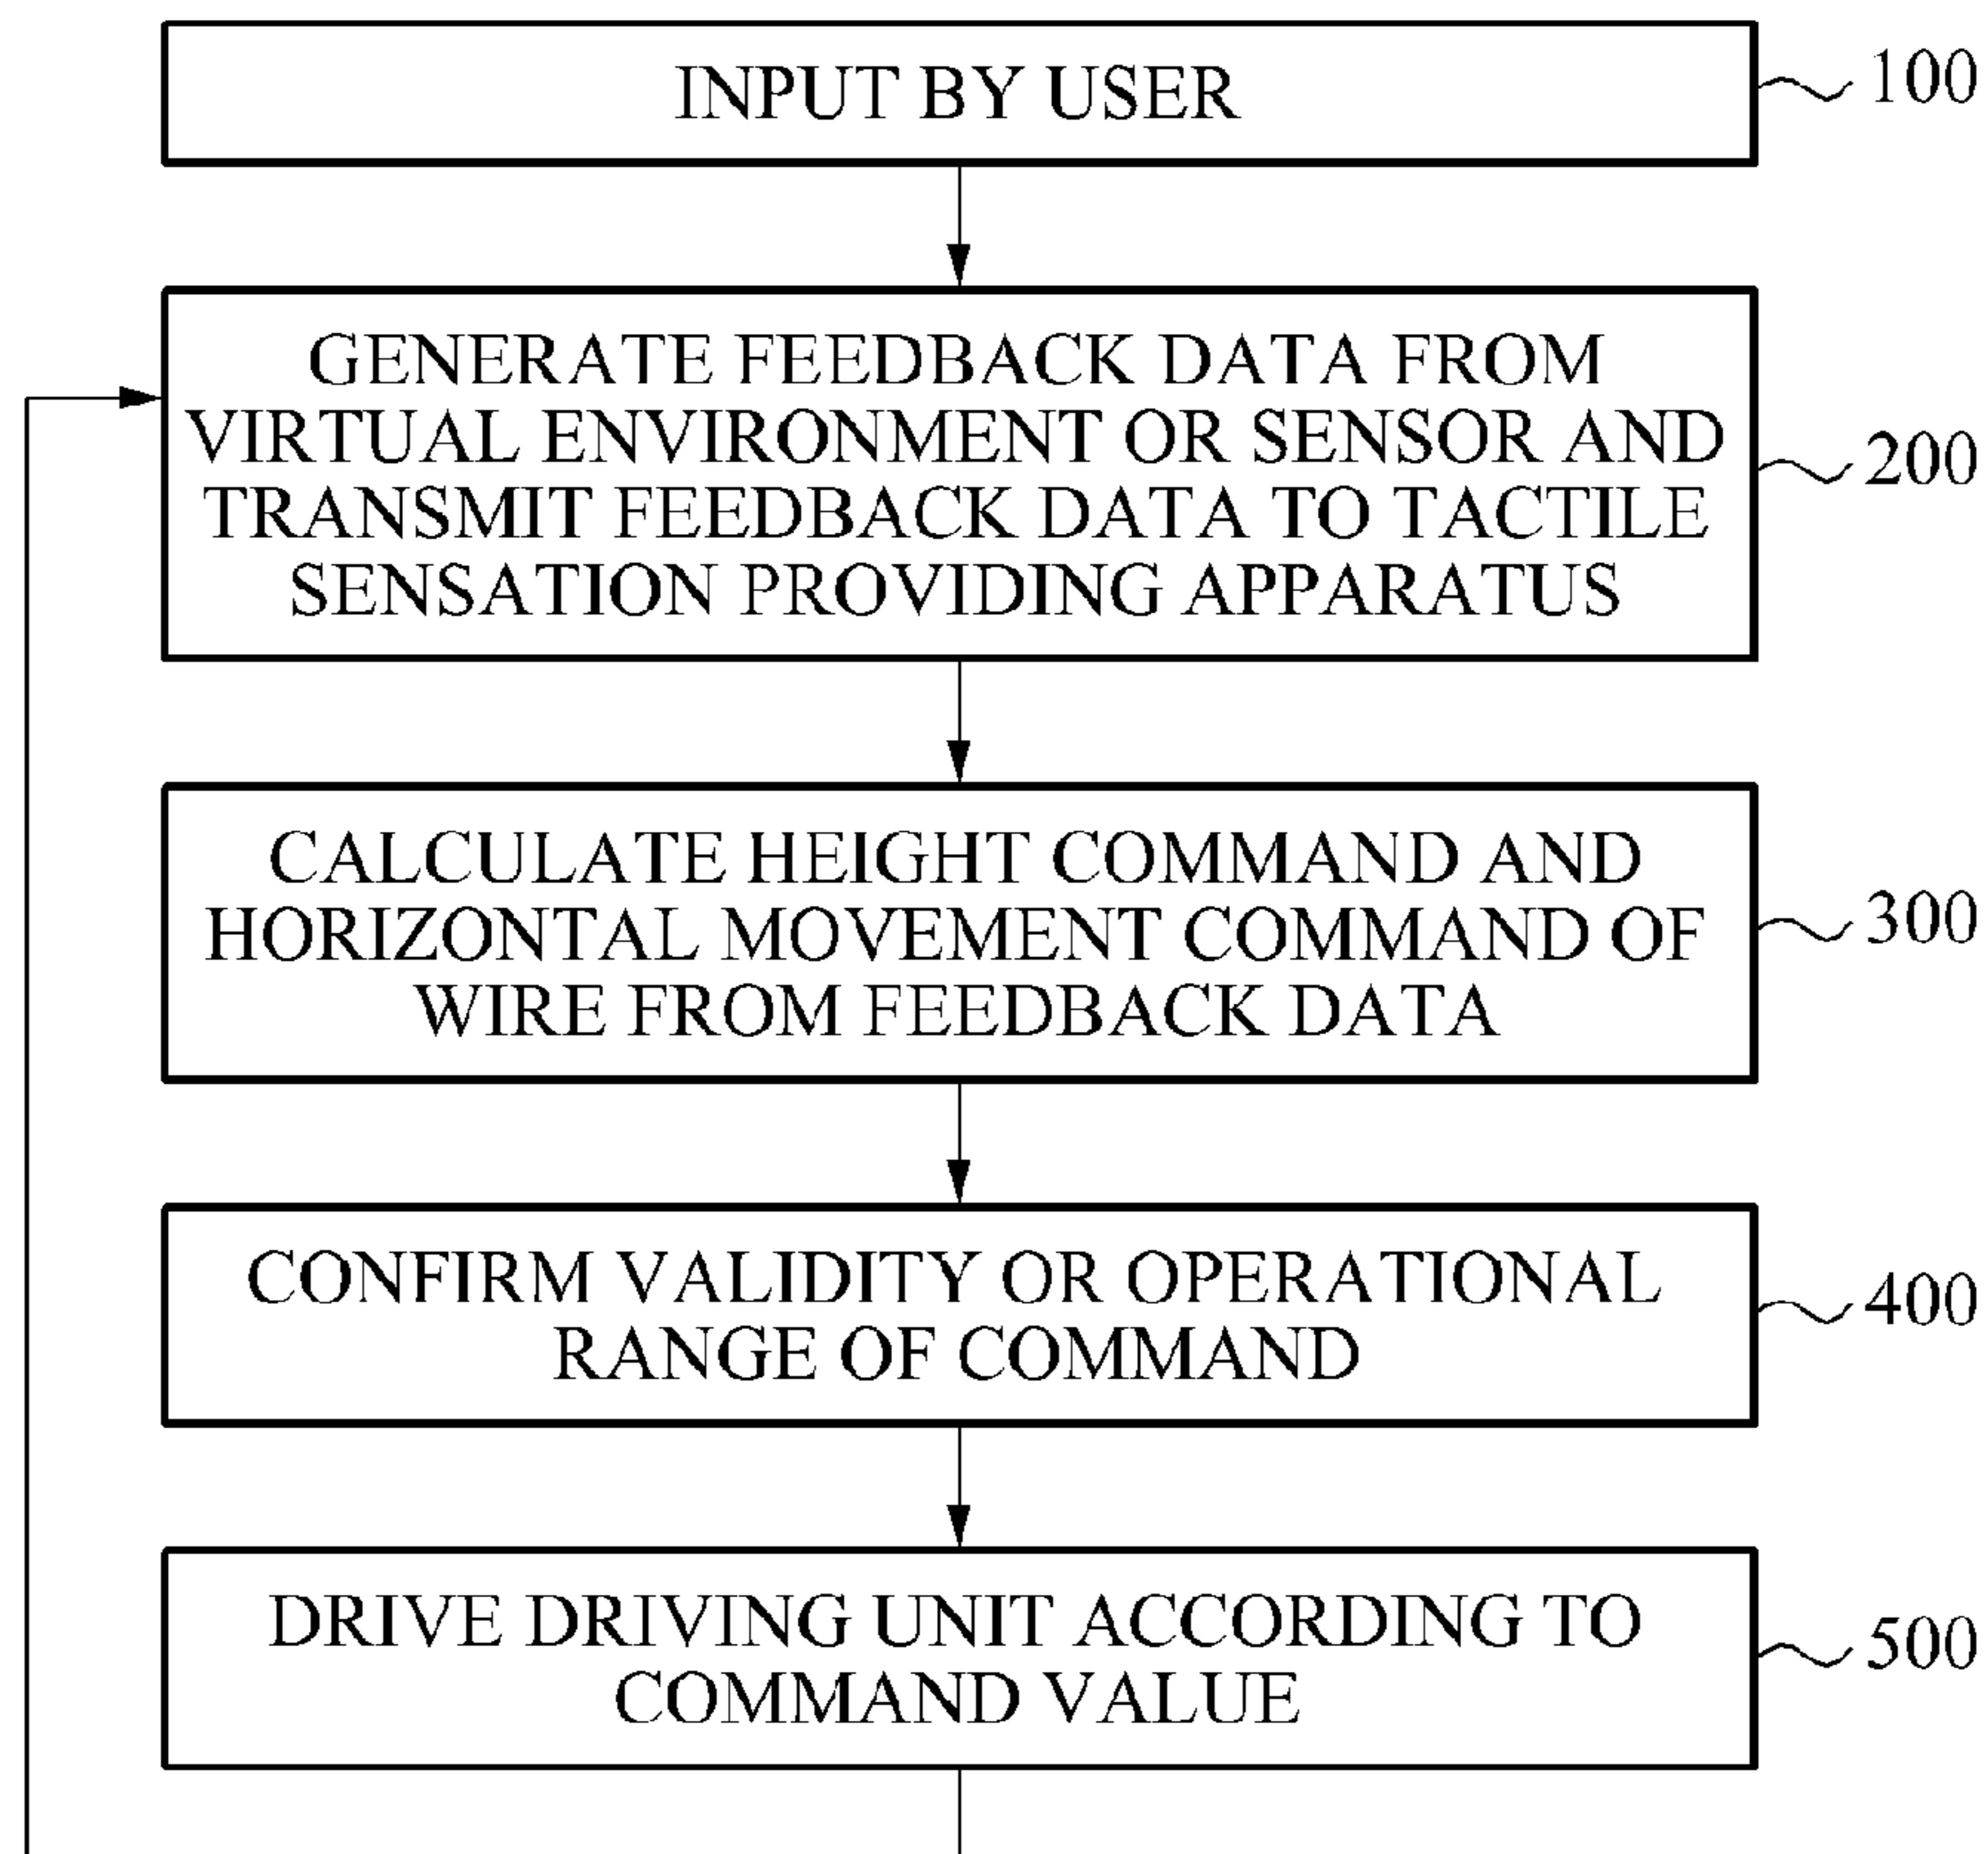 INPUT BY USER
100
GENERATE FEEDBACK DATA FROM
VIRTUAL ENVIRONMENT OR SENSOR AND
TRANSMIT FEEDBACK DATA TO TACTILE
SENSATION PROVIDING APPARATUS
200
CALCULATE HEIGHT COMMAND AND
HORIZONTAL MOVEMENT COMMAND OF
WIRE FROM FEEDBACK DATA
300
CONFIRM VALIDITY OR OPERATIONAL
RANGE OF COMMAND
400
DRIVE DRIVING UNIT ACCORDING TO
COMMAND VALUE
500